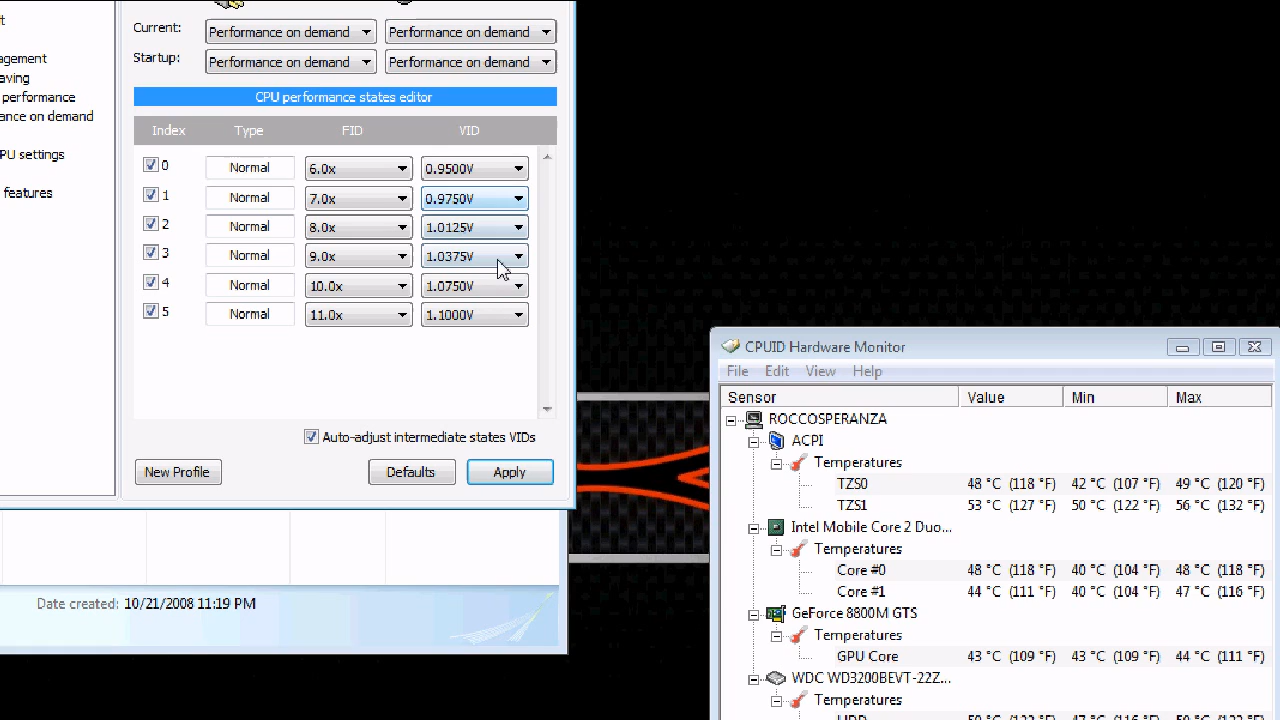 t
agement
aving
performance
ance on demand
PU settings
features
Current: Performance on demand Performance on demand
Startup: Performance on demand Performance on demand
CPU performance states editor
Index Type FID VID
0 Normal 6.0x 0.9500V
1 Normal 7.0x 0.9750V
2 Normal 8.0x 1.0125V
3 Normal 9.0x 1.0375V
4 Normal 10.0x 1.0750V
5 Normal 11.0x 1.1000V
Auto-adjust intermediate states VIDs
New Profile Defaults Apply
Date created: 10/21/2008 11:19 PM
CPUID Hardware Monitor
File Edit View Help
Sensor Value Min Max
ROCCOSPERANZA
ACPI
Temperatures
TZS0 48 °C (118 °F) 42 °C (107 °F) 49 °C (120 °F)
TZS1 53 °C (127 °F) 50 °C (122 °F) 56 °C (132 °F)
Intel Mobile Core 2 Duo...
Temperatures
Core #0 48 °C (118 °F) 40 °C (104 °F) 48 °C (118 °F)
Core #1 44 °C (111 °F) 40 °C (104 °F) 47 °C (116 °F)
GeForce 8800M GTS
Temperatures
GPU Core 43 °C (109 °F) 43 °C (109 °F) 44 °C (111 °F)
WDC WD3200BEVT-22Z...
Temperatures